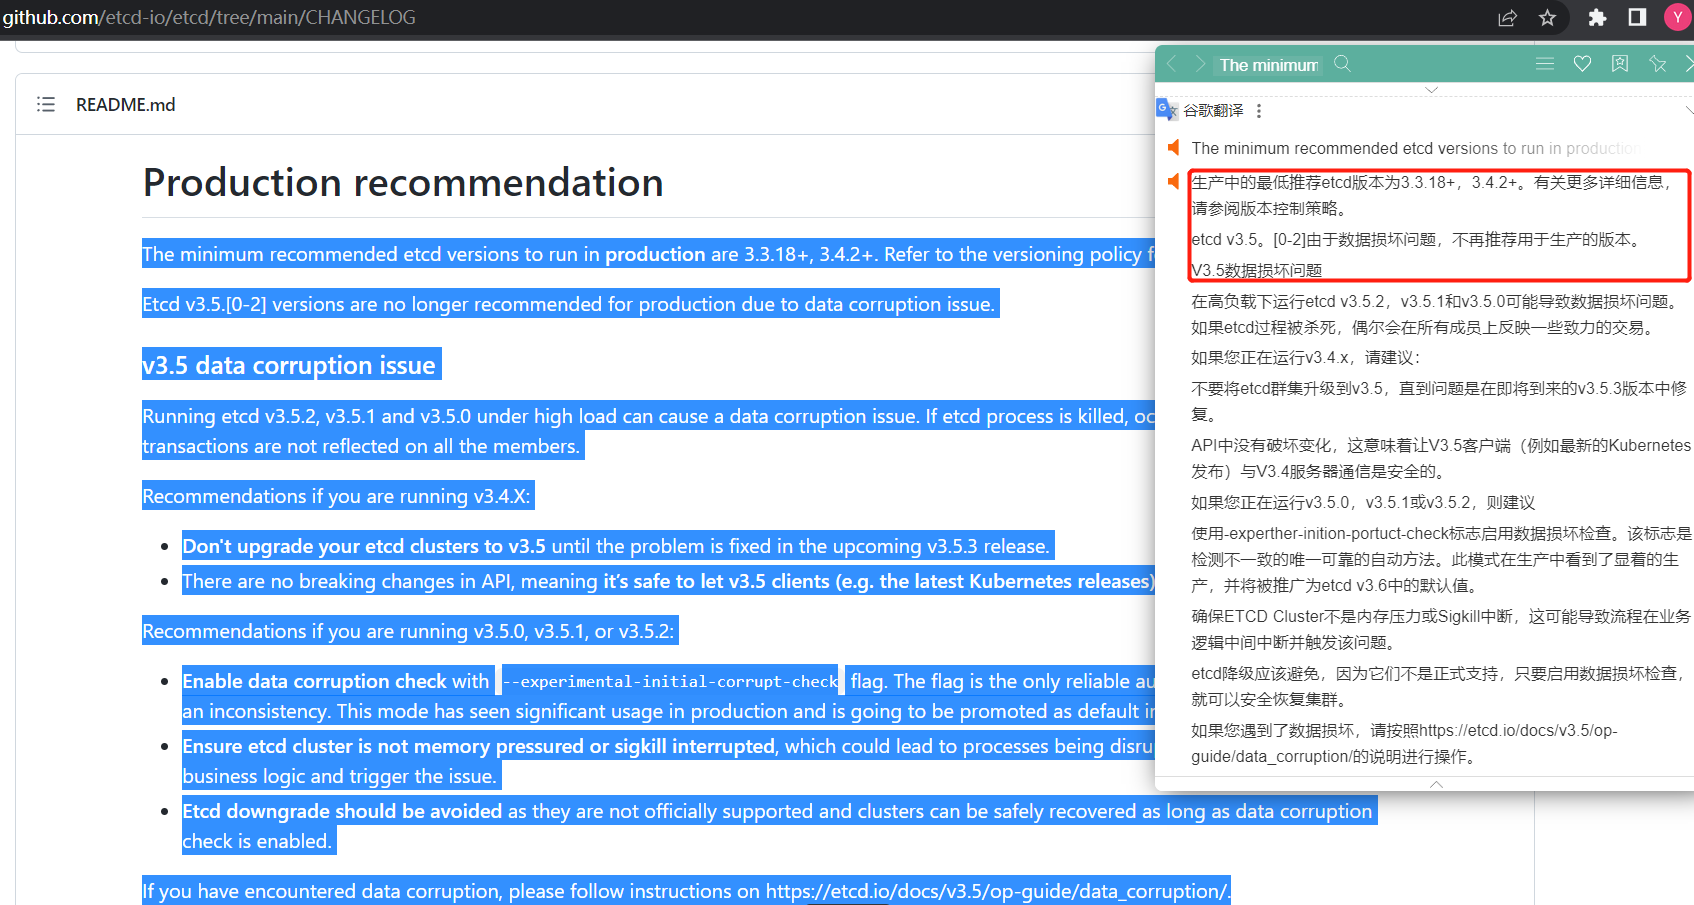 github.com/etcd-io/etcd/tree/main/CHANGELOG
Y
README.md
Production recommendation
The minimum recommended etcd versions to run in production are 3.3.18+, 3.4.2+. Refer to the versioning policy f
Etcd v3.5.[0-2] versions are no longer recommended for production due to data corruption issue.
v3.5 data corruption issue
Running etcd v3.5.2, v3.5.1 and v3.5.0 under high load can cause a data corruption issue. If etcd process is killed, oc
transactions are not reflected on all the members.
Recommendations if you are running v3.4.X:
Don't upgrade your etcd clusters to v3.5 until the problem is fixed in the upcoming v3.5.3 release.
There are no breaking changes in API, meaning it's safe to let v3.5 clients (e.g. the latest Kubernetes releases)
Recommendations if you are running v3.5.0, v3.5.1, or v3.5.2:
Enable data corruption check with --experimental-initial-corrupt-check flag. The flag is the only reliable au
an inconsistency. This mode has seen significant usage in production and is going to be promoted as default in
Ensure etcd cluster is not memory pressured or sigkill interrupted, which could lead to processes being disru
business logic and trigger the issue.
Etcd downgrade should be avoided as they are not officially supported and clusters can be safely recovered as long as data corruption
check is enabled.
If you have encountered data corruption, please follow instructions on https://etcd.io/docs/v3.5/op-guide/data_corruption/.
The minimum
谷歌翻译
The minimum recommended etcd versions to run in production
生产中的最低推荐etcd版本为3.3.18+，3.4.2+。有关更多详细信息，
请参阅版本控制策略。
etcd v3.5。[0-2]由于数据损坏问题，不再推荐用于生产的版本。
V3.5数据损坏问题
在高负载下运行etcd v3.5.2，v3.5.1和v3.5.0可能导致数据损坏问题。
如果etcd过程被杀死，偶尔会在所有成员上反映一些致力的交易。
如果您正在运行v3.4.x，请建议：
不要将etcd群集升级到v3.5，直到问题是在即将到来的v3.5.3版本中修
复。
API中没有破坏变化，这意味着让V3.5客户端（例如最新的Kubernetes
发布）与V3.4服务器通信是安全的。
如果您正在运行v3.5.0，v3.5.1或v3.5.2，则建议
使用-experther-inition-portuct-check标志启用数据损坏检查。该标志是
检测不一致的唯一可靠的自动方法。此模式在生产中看到了显着的生
产，并将被推广为etcd v3.6中的默认值。
确保ETCD Cluster不是内存压力或Sigkill中断，这可能导致流程在业务
逻辑中间中断并触发该问题。
etcd降级应该避免，因为它们不是正式支持，只要启用数据损坏检查，
就可以安全恢复集群。
如果您遇到了数据损坏，请按照https://etcd.io/docs/v3.5/op-
guide/data_corruption/的说明进行操作。